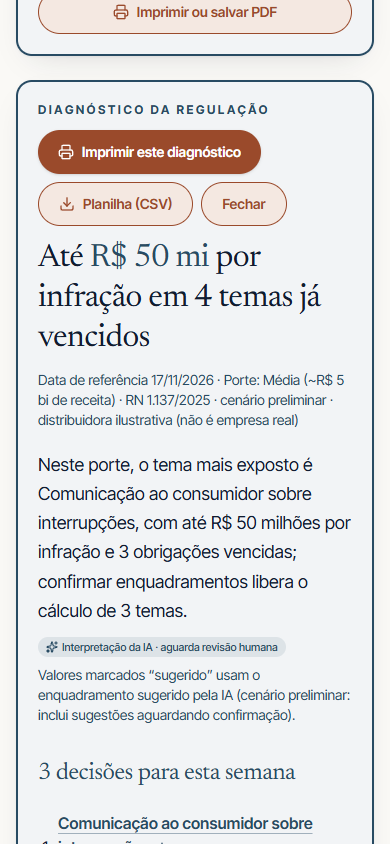 Imprimir ou salvar PDF
DIAGNÓSTICO DA REGULAÇÃO
Imprimir este diagnóstico
Planilha (CSV)
Fechar
Até R$ 50 mi por
infração em 4 temas já
vencidos
Data de referência 17/11/2026 · Porte: Média (~R$ 5
bi de receita) · RN 1.137/2025 · cenário preliminar ·
distribuidora ilustrativa (não é empresa real)
Neste porte, o tema mais exposto é
Comunicação ao consumidor sobre
interrupções, com até R$ 50 milhões por
infração e 3 obrigações vencidas;
confirmar enquadramentos libera o
cálculo de 3 temas.
Interpretação da IA · aguarda revisão humana
Valores marcados “sugerido” usam o
enquadramento sugerido pela IA (cenário preliminar:
inclui sugestões aguardando confirmação).
3 decisões para esta semana
Comunicação ao consumidor sobre